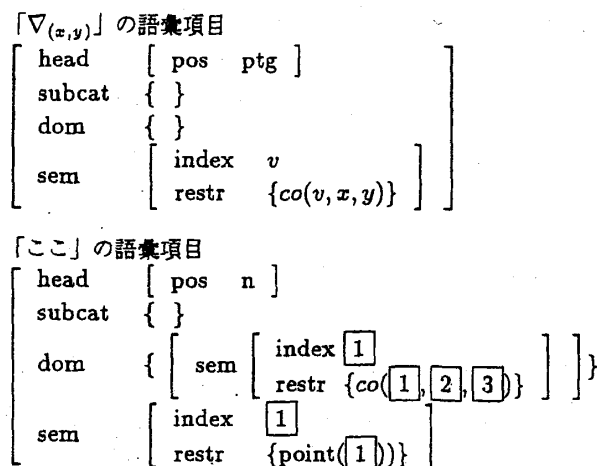 「∇(x,y)」の語彙項目
head [ pos ptg ]
subcat { }
dom { }
sem [ index v
restr {co(v,x,y)} ]
「ここ」の語彙項目
head [ pos n ]
subcat { }
dom { [ sem [ index 1
restr {co(1,2,3)} ] ] }
sem [ index 1
restr {point(1))} ]